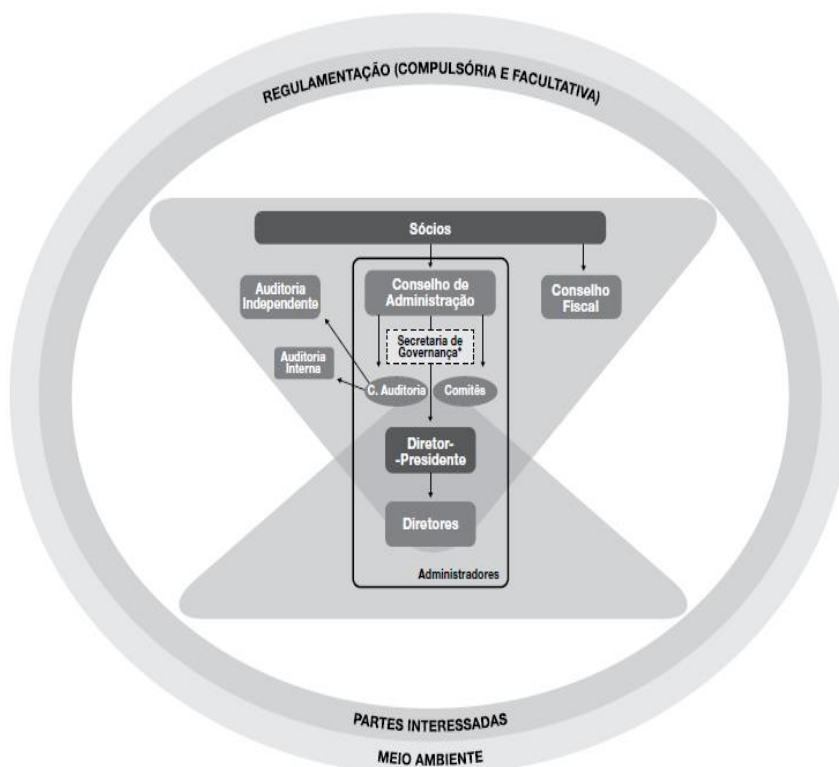 REGULAMENTAÇÃO (COMPULSÓRIA E FACULTATIVA)
Sócios
Auditoria
Independente
Conselho de
Administração
Conselho
Fiscal
Secretaria de
Governança*
Auditoria
Interna
C. Auditoria
Comitês
Diretor-
-Presidente
Diretores
Administradores
PARTES INTERESSADAS
MEIO AMBIENTE